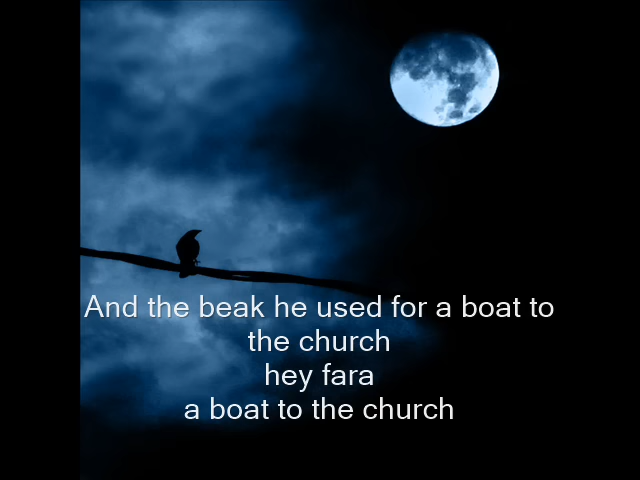 And the beak he used for a boat to
the church
hey fara
a boat to the church